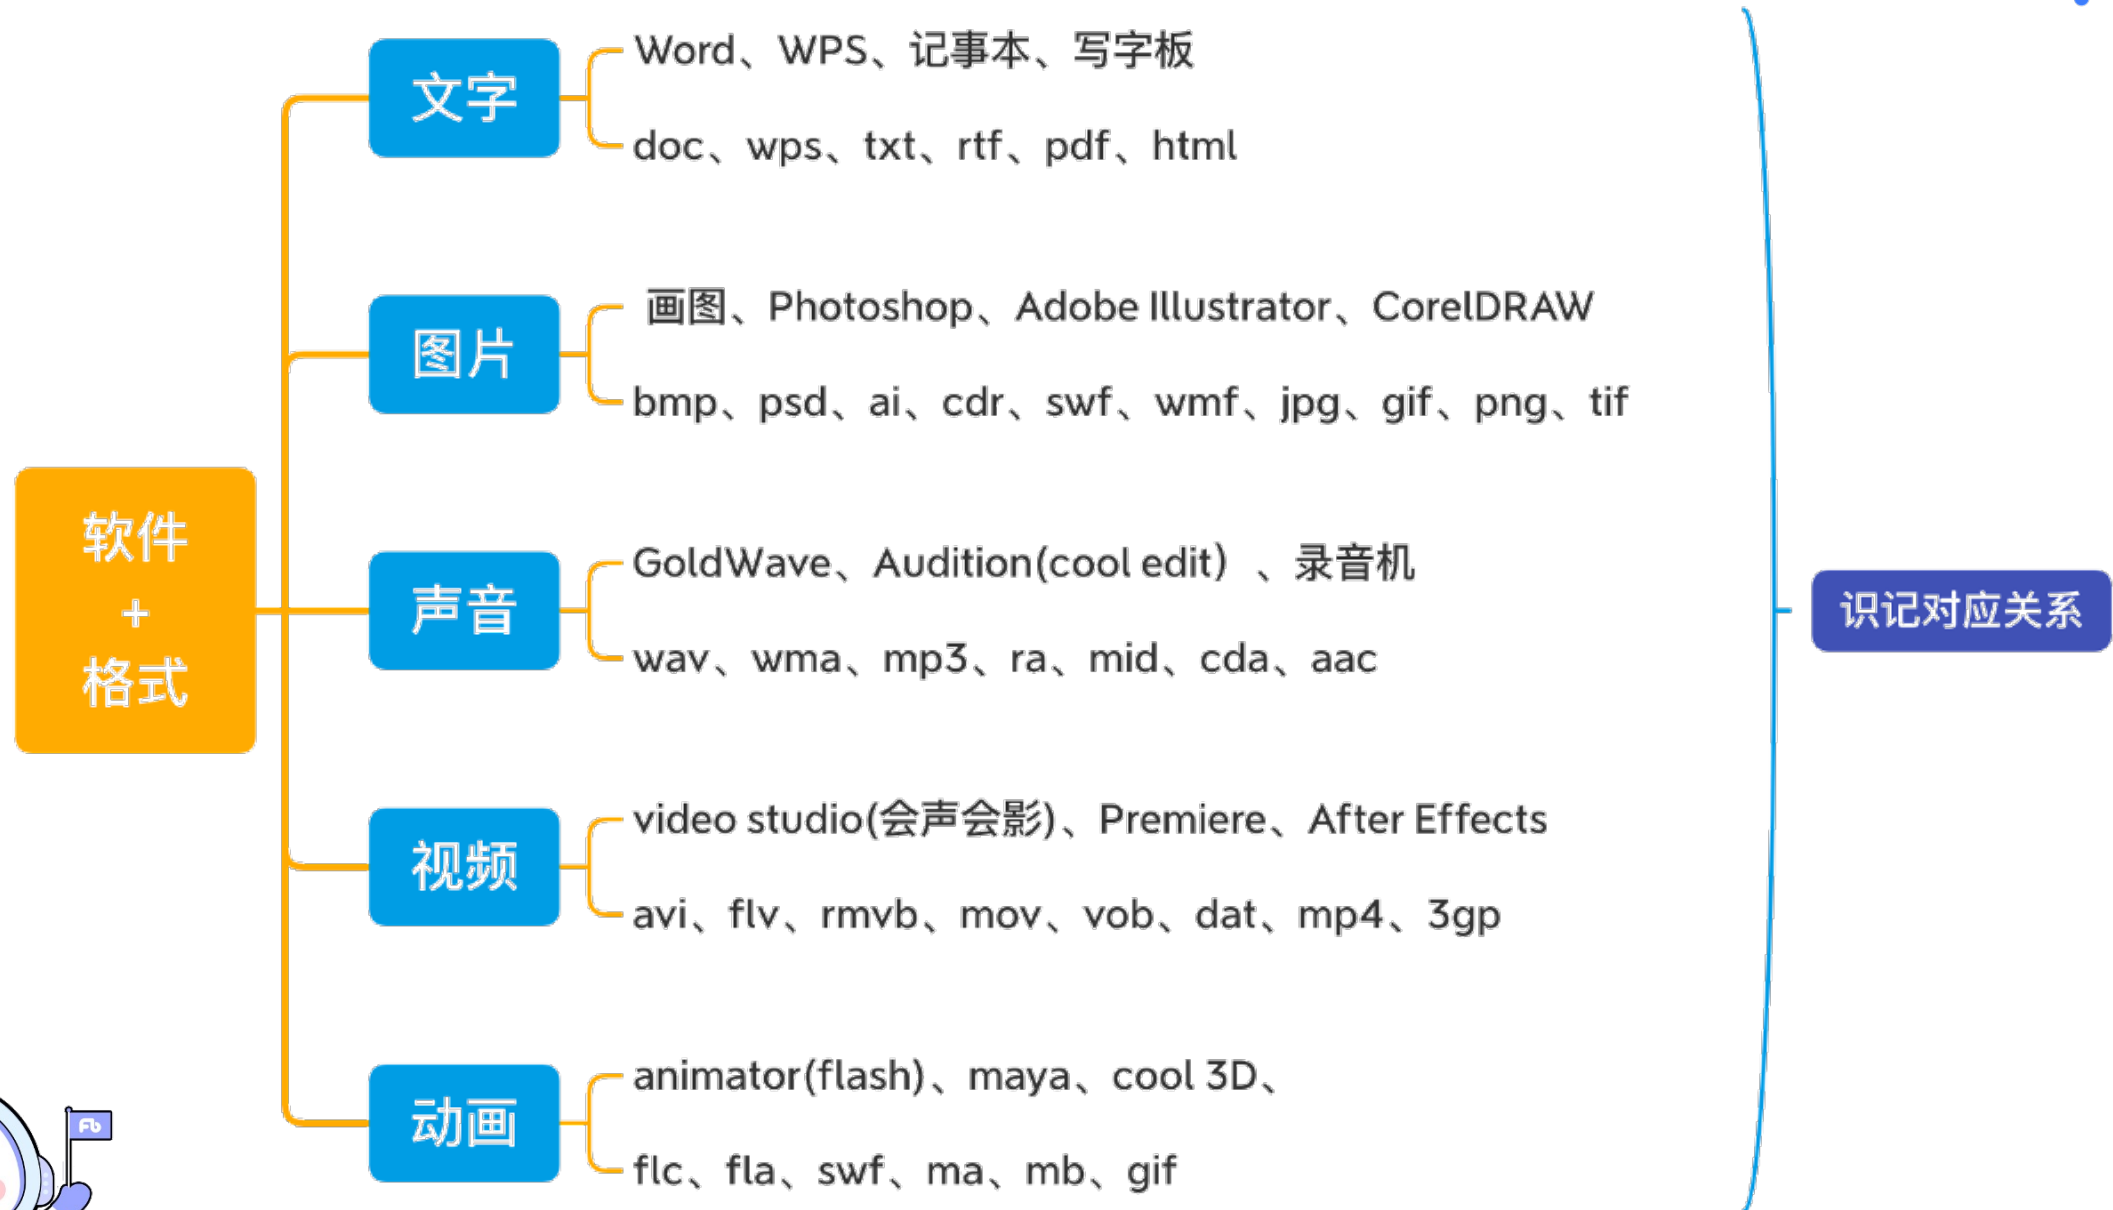 软件
+
格式
文字
Word、WPS、记事本、写字板
doc、wps、txt、rtf、pdf、html
图片
画图、Photoshop、Adobe Illustrator、CorelDRAW
bmp、psd、ai、cdr、swf、wmf、jpg、gif、png、tif
声音
GoldWave、Audition(cool edit）、录音机
wav、wma、mp3、ra、mid、cda、aac
视频
video studio(会声会影)、Premiere、After Effects
avi、flv、rmvb、mov、vob、dat、mp4、3gp
动画
animator(flash)、maya、cool 3D、
flc、fla、swf、ma、mb、gif
识记对应关系
Fb